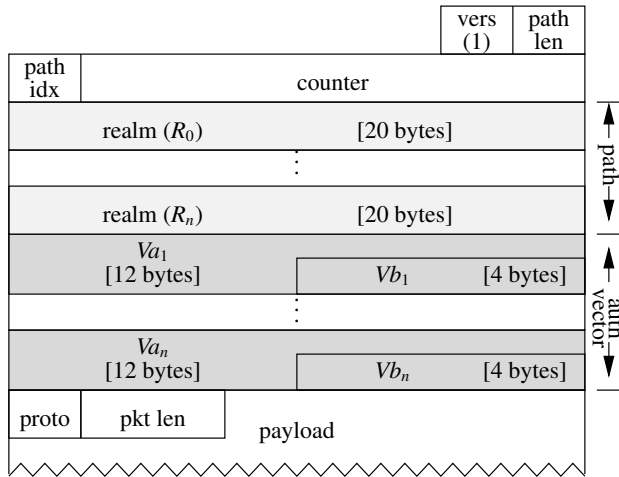 vers path
(1) len
path
idx counter
realm (R0) [20 bytes]
⋮
realm (Rn) [20 bytes]
path
Va1
[12 bytes] Vb1 [4 bytes]
⋮
Van
[12 bytes] Vbn [4 bytes]
auth
vector
proto pkt len
payload